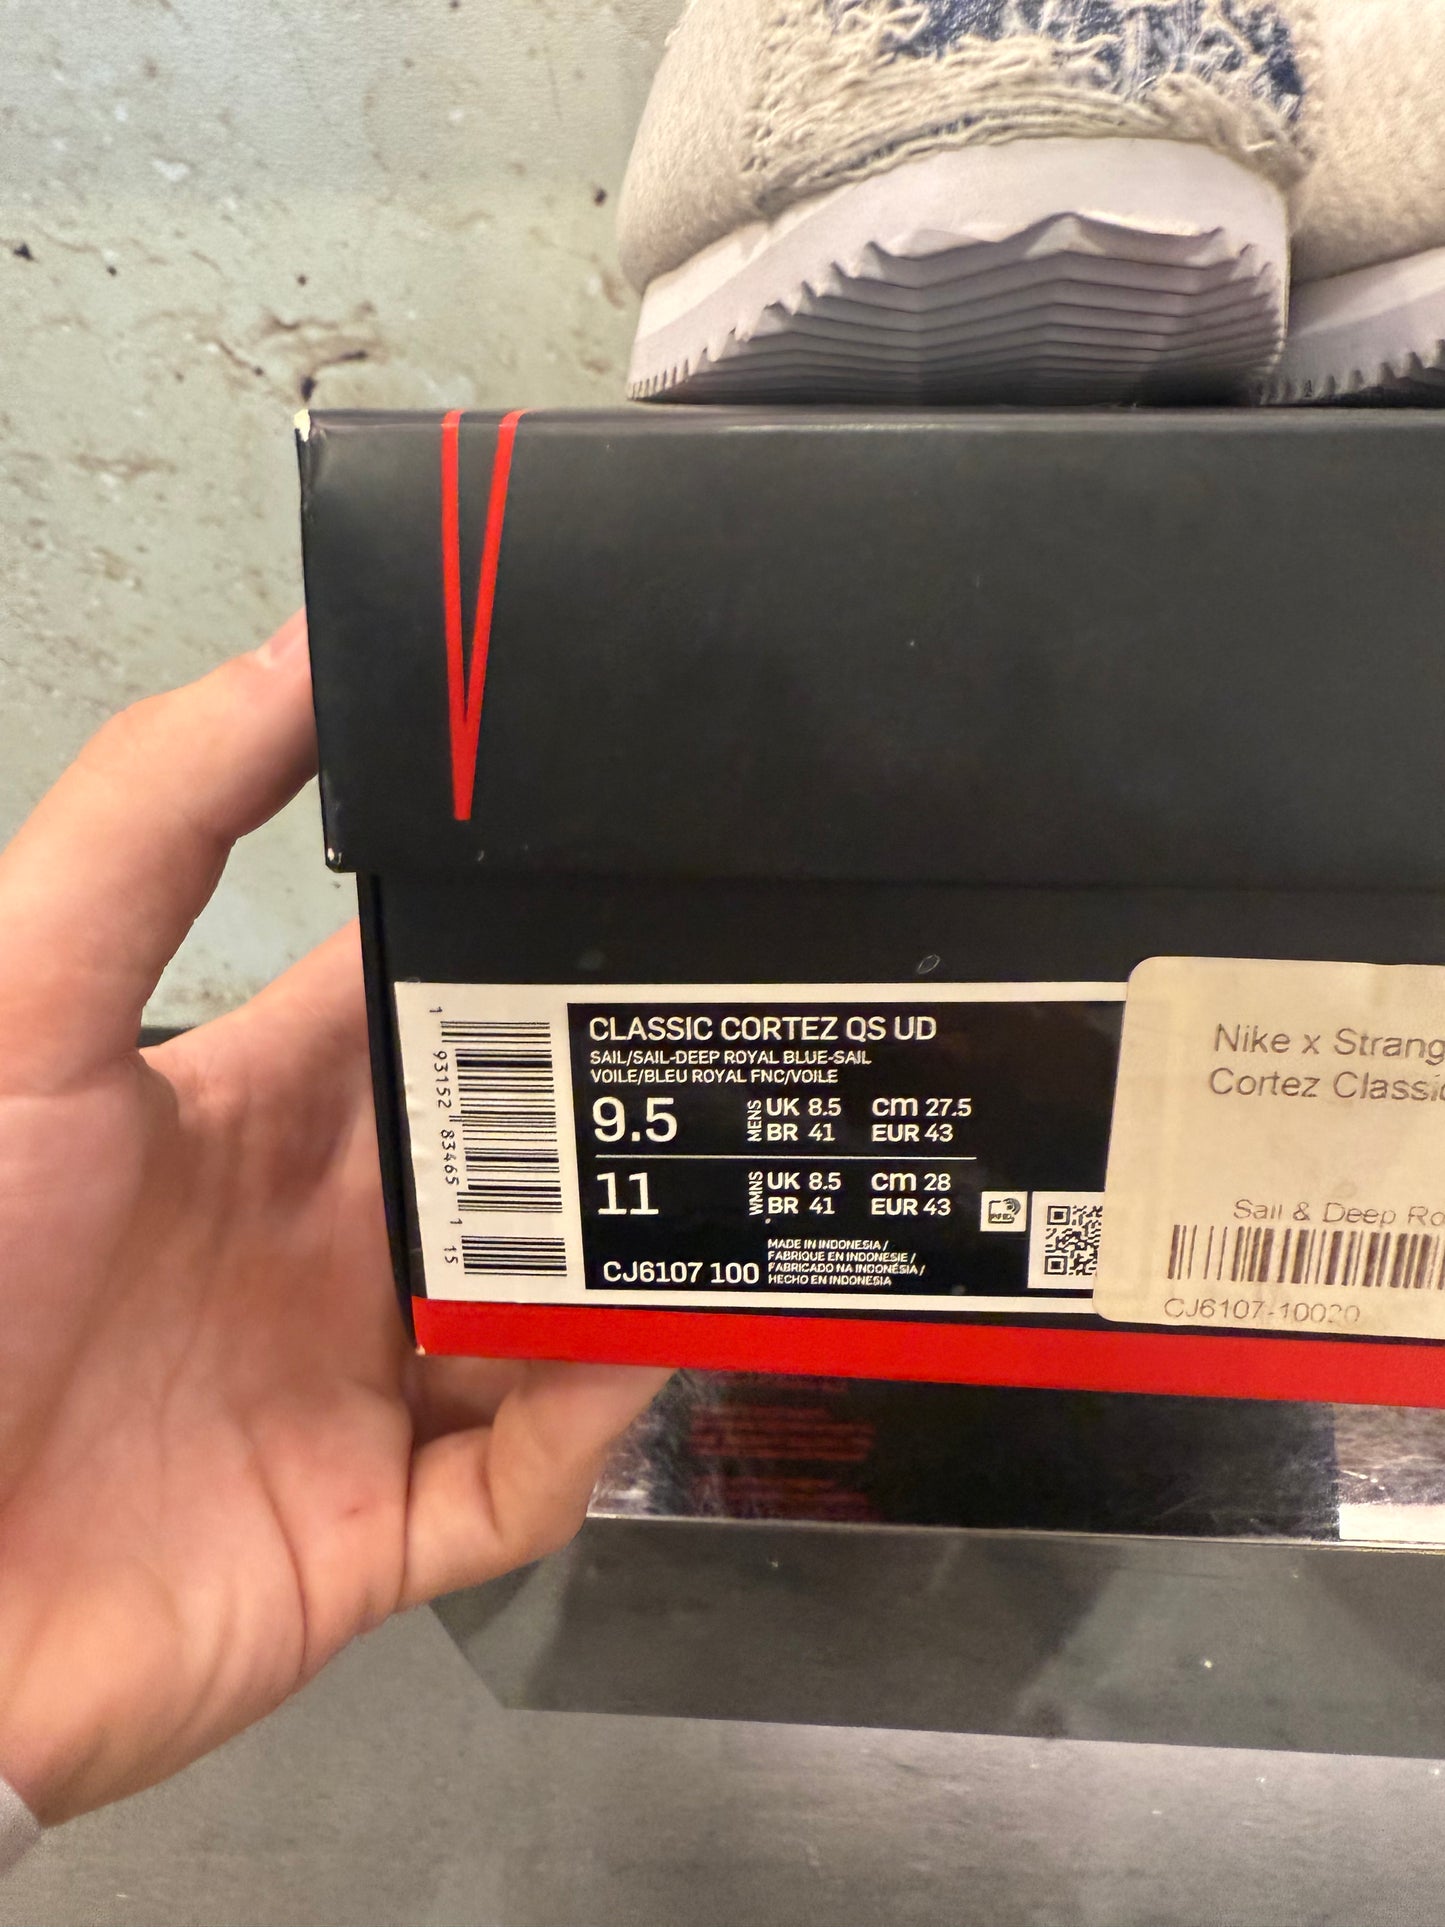 CLASSIC CORTEZ QS UD
SAIL/SAIL-DEEP ROYAL BLUE-SAIL
VOILE/BLEU ROYAL FNC/VOILE
9.5 MENS UK 8.5 CM 27.5
BR 41 EUR 43
11 WMNS UK 8.5 CM 28
BR 41 EUR 43
CJ6107 100
MADE IN INDONESIA /
FABRIQUE EN INDONESIE /
FABRICADO NA INDONÉSIA /
HECHO EN INDONESIA
1 93152 83465 1 15
Nike x Strang
Cortez Classic
Sail & Deep Ro
CJ6107-10020